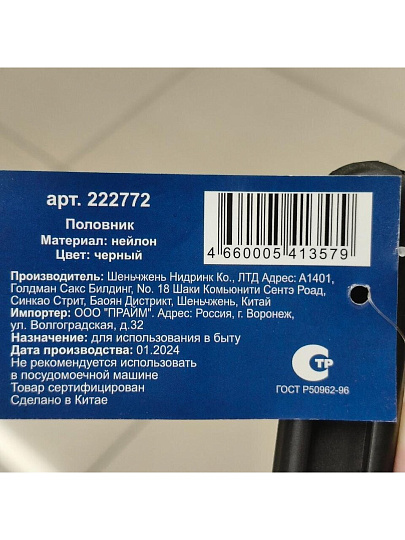 арт. 222772
Половник
Материал: нейлон
Цвет: черный
4 660005 413579
Производитель: Шеньчжень Нидринк Ко., ЛТД Адрес: А1401,
Голдман Сакс Билдинг, No. 18 Шаки Комьюнити Сентэ Роад,
Синкао Стрит, Баоян Дистрикт, Шеньчжень, Китай
Импортер: ООО "ПРАЙМ". Адрес: Россия, г. Воронеж,
ул. Волгоградская, д.32
Назначение: для использования в быту
Дата производства: 01.2024
Не рекомендуется использовать
в посудомоечной машине
Товар сертифицирован
Сделано в Китае
СТР
ГОСТ Р50962-96